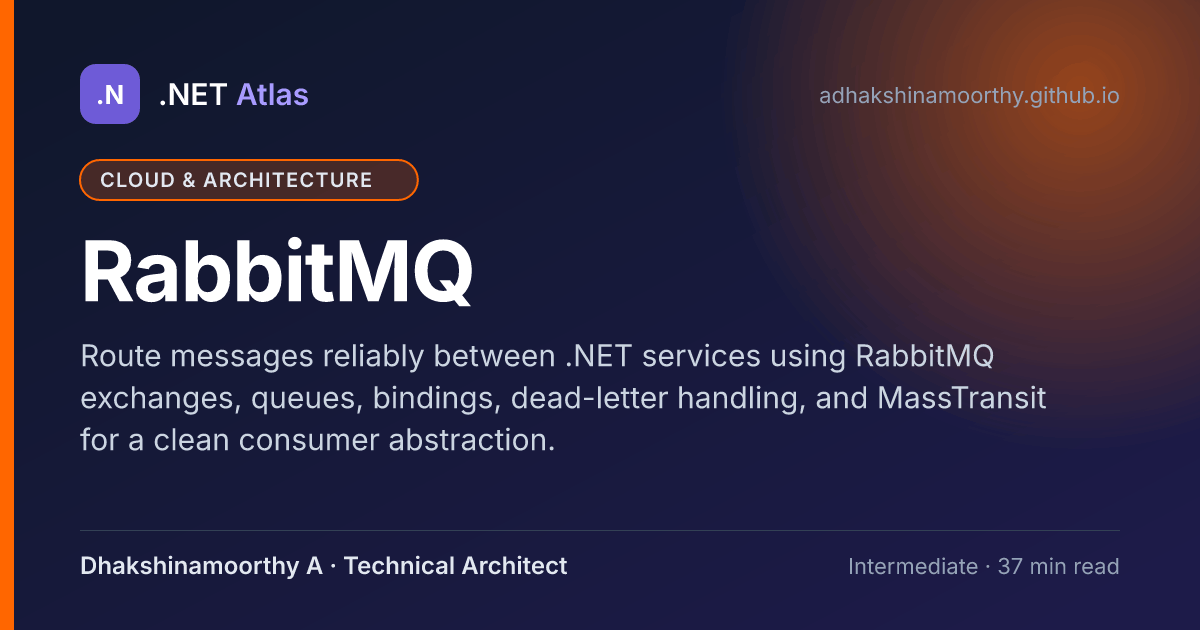 .N
.NET Atlas
adhakshinamoorthy.github.io
CLOUD & ARCHITECTURE
RabbitMQ
Route messages reliably between .NET services using RabbitMQ
exchanges, queues, bindings, dead-letter handling, and MassTransit
for a clean consumer abstraction.
Dhakshinamoorthy A · Technical Architect
Intermediate · 37 min read